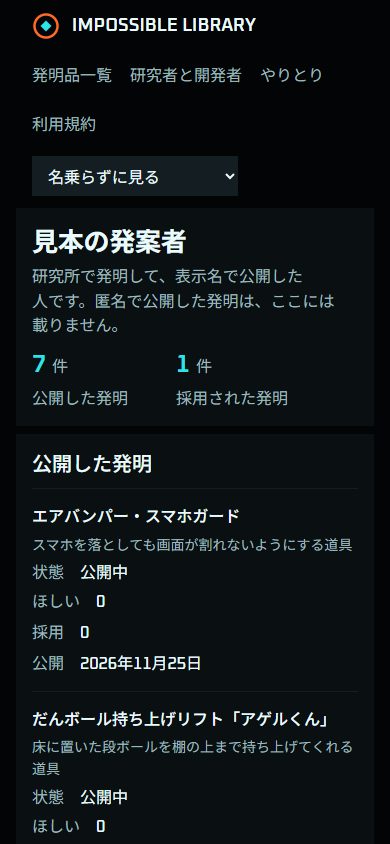 IMPOSSIBLE LIBRARY
発明品一覧 研究者と開発者 やりとり
利用規約
名乗らずに見る
見本の発案者
研究所で発明して、表示名で公開した
人です。匿名で公開した発明は、ここには
載りません。
7 件 1 件
公開した発明 採用された発明
公開した発明
エアバンパー・スマホガード
スマホを落としても画面が割れないようにする道具
状態 公開中
ほしい 0
採用 0
公開 2026年11月25日
だんボール持ち上げリフト「アゲルくん」
床に置いた段ボールを棚の上まで持ち上げてくれる
道具
状態 公開中
ほしい 0